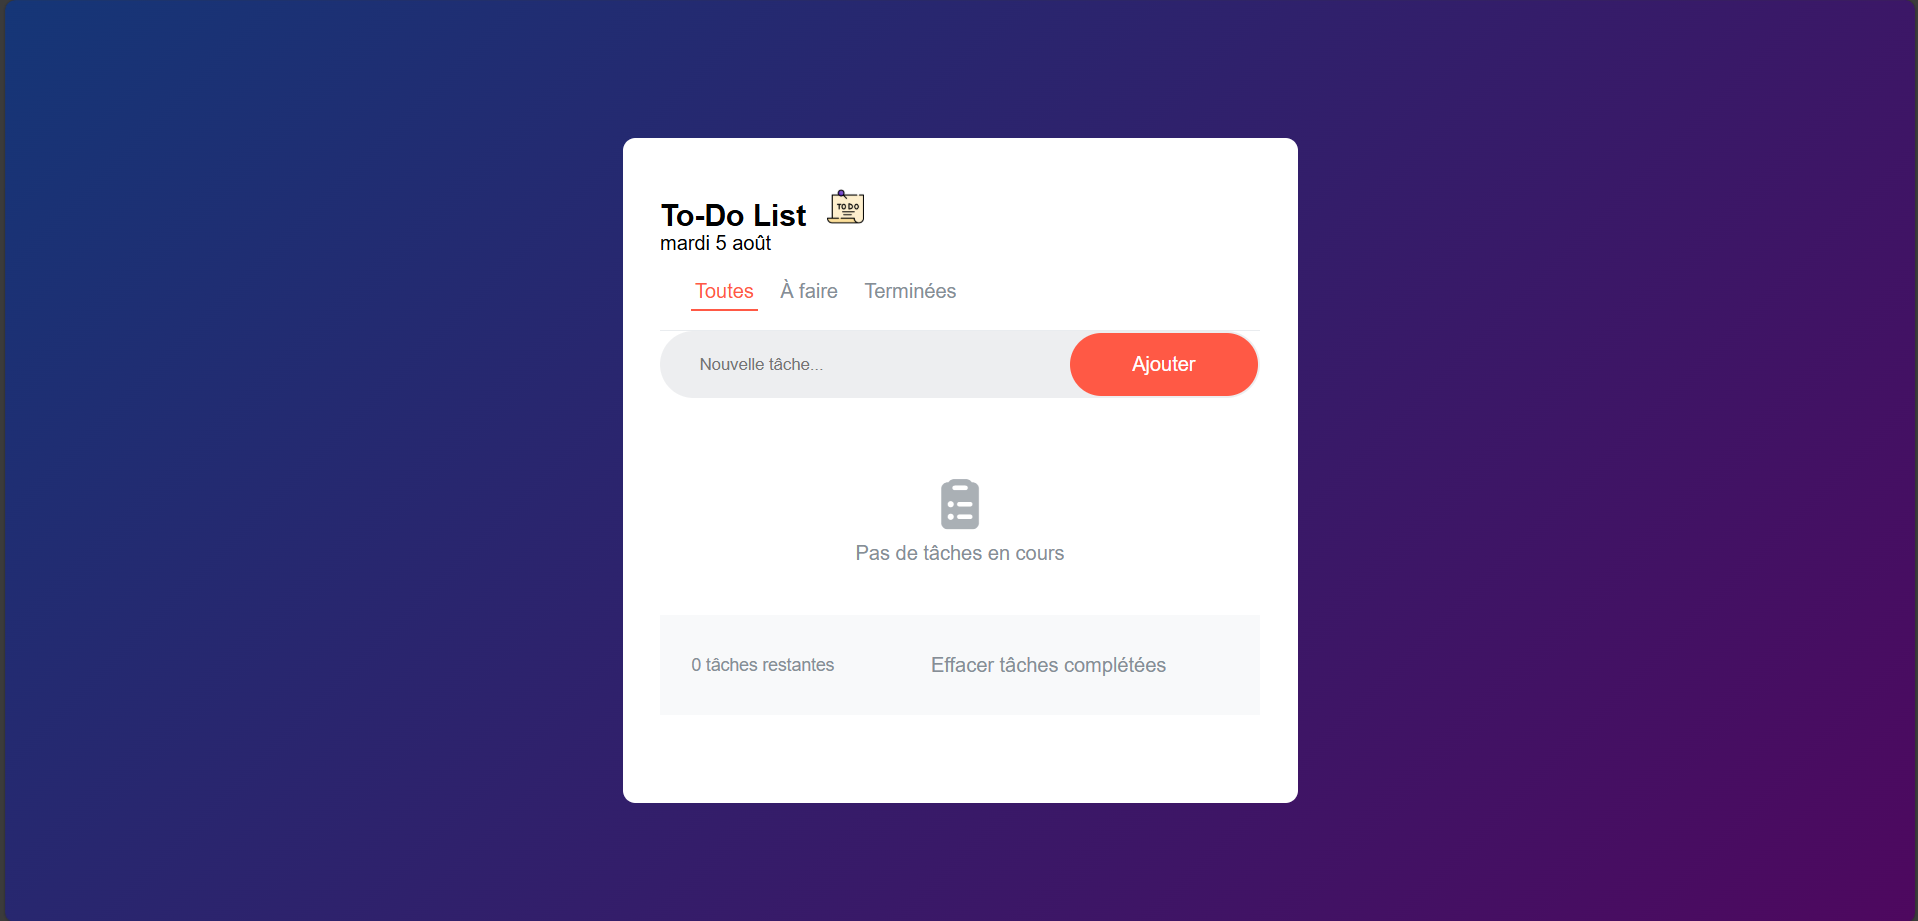 To-Do List
TO DO
mardi 5 août
Toutes À faire Terminées
Nouvelle tâche... Ajouter
Pas de tâches en cours
0 tâches restantes Effacer tâches complétées